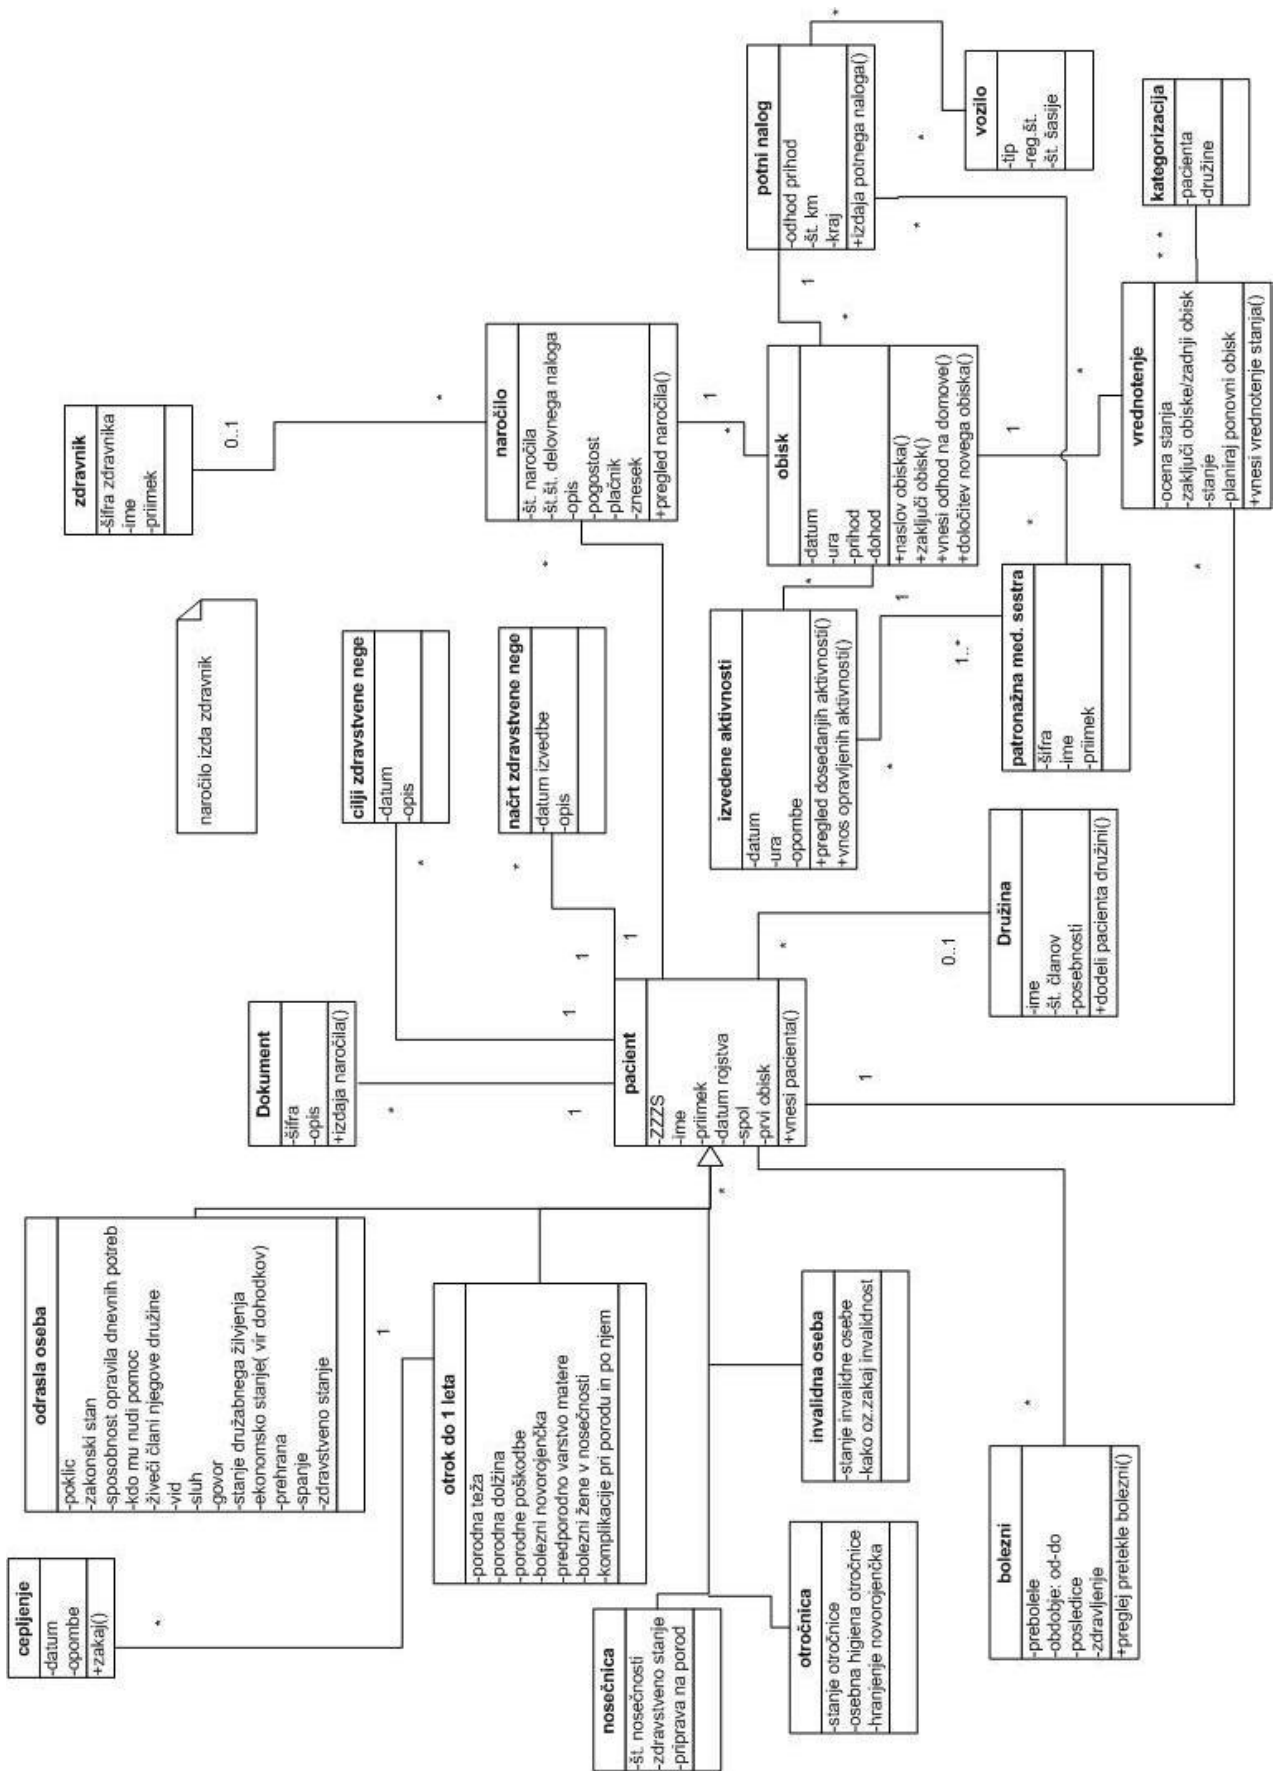 cepljenje
-datum
-opombe
+zakaj()
*
1
odrasla oseba
-poklic
-zakonski stan
-sposobnost opravila dnevnih potreb
-kdo mu nudi pomoc
-živeči člani njegove družine
-vid
-sluh
-govor
-stanje družabnega žilvjenja
-ekonomsko stanje( vir dohodkov)
-prehrana
-spanje
-zdravstveno stanje
zdravnik
-šifra zdravnika
-ime
-priimek
0..1
*
naročilo izda zdravnik
Dokument
-šifra
-opis
+izdaja naročila()
*
1
cilji zdravstvene nege
-datum
-opis
*
1
otrok do 1 leta
-porodna teža
-porodna dolžina
-porodne poškodbe
-bolezni novorojenčka
-predporodno varstvo matere
-bolezni žene v nosečnosti
-komplikacije pri porodu in po njem
načrt zdravstvene nege
-datum izvedbe
-opis
*
1
naročilo
-št. naročila
-št.št. delovnega naloga
-opis
-pogostost
-plačnik
-znesek
+pregled naročila()
*
1
1
*
nosečnica
-št. nosečnosti
-zdravstveno stanje
-priprava na porod
pacient
-ZZZS
-ime
-priimek
-datum rojstva
-spol
-prvi obisk
+vnesi pacienta()
*
*
1
izvedene aktivnosti
-datum
-ura
-opombe
+pregled dosedanjih aktivnosti()
+vnos opravljenih aktivnosti()
*
1
*
1..*
potni nalog
-odhod prihod
-št. km
-kraj
+izdaja potnega naloga()
*
1
*
*
*
obisk
-datum
-ura
-prihod
-dohod
+naslov obiska()
+zaključi obisk()
+vnesi odhod na domove()
+določitev novega obiska()
1
*
otročnica
-stanje otročnice
-osebna higiena otročnice
-hranjenje novorojenčka
invalidna oseba
-stanje invalidne osebe
-kako oz.zakaj invalidnost
vozilo
-tip
-reg.št.
-št. šasije
bolezni
-prebolele
-obdobje: od-do
-posledice
-zdravljenje
+preglej pretekle bolezni()
*
Družina
-ime
-št. članov
-posebnosti
+dodeli pacienta družini()
0..1
patronažna med. sestra
-šifra
-ime
-priimek
*
vrednotenje
-ocena stanja
-zaključi obiske/zadnji obisk
-stanje
-planiraj ponovni obisk
+vnesi vrednotenje stanja()
*
* *
kategorizacija
-pacienta
-družine